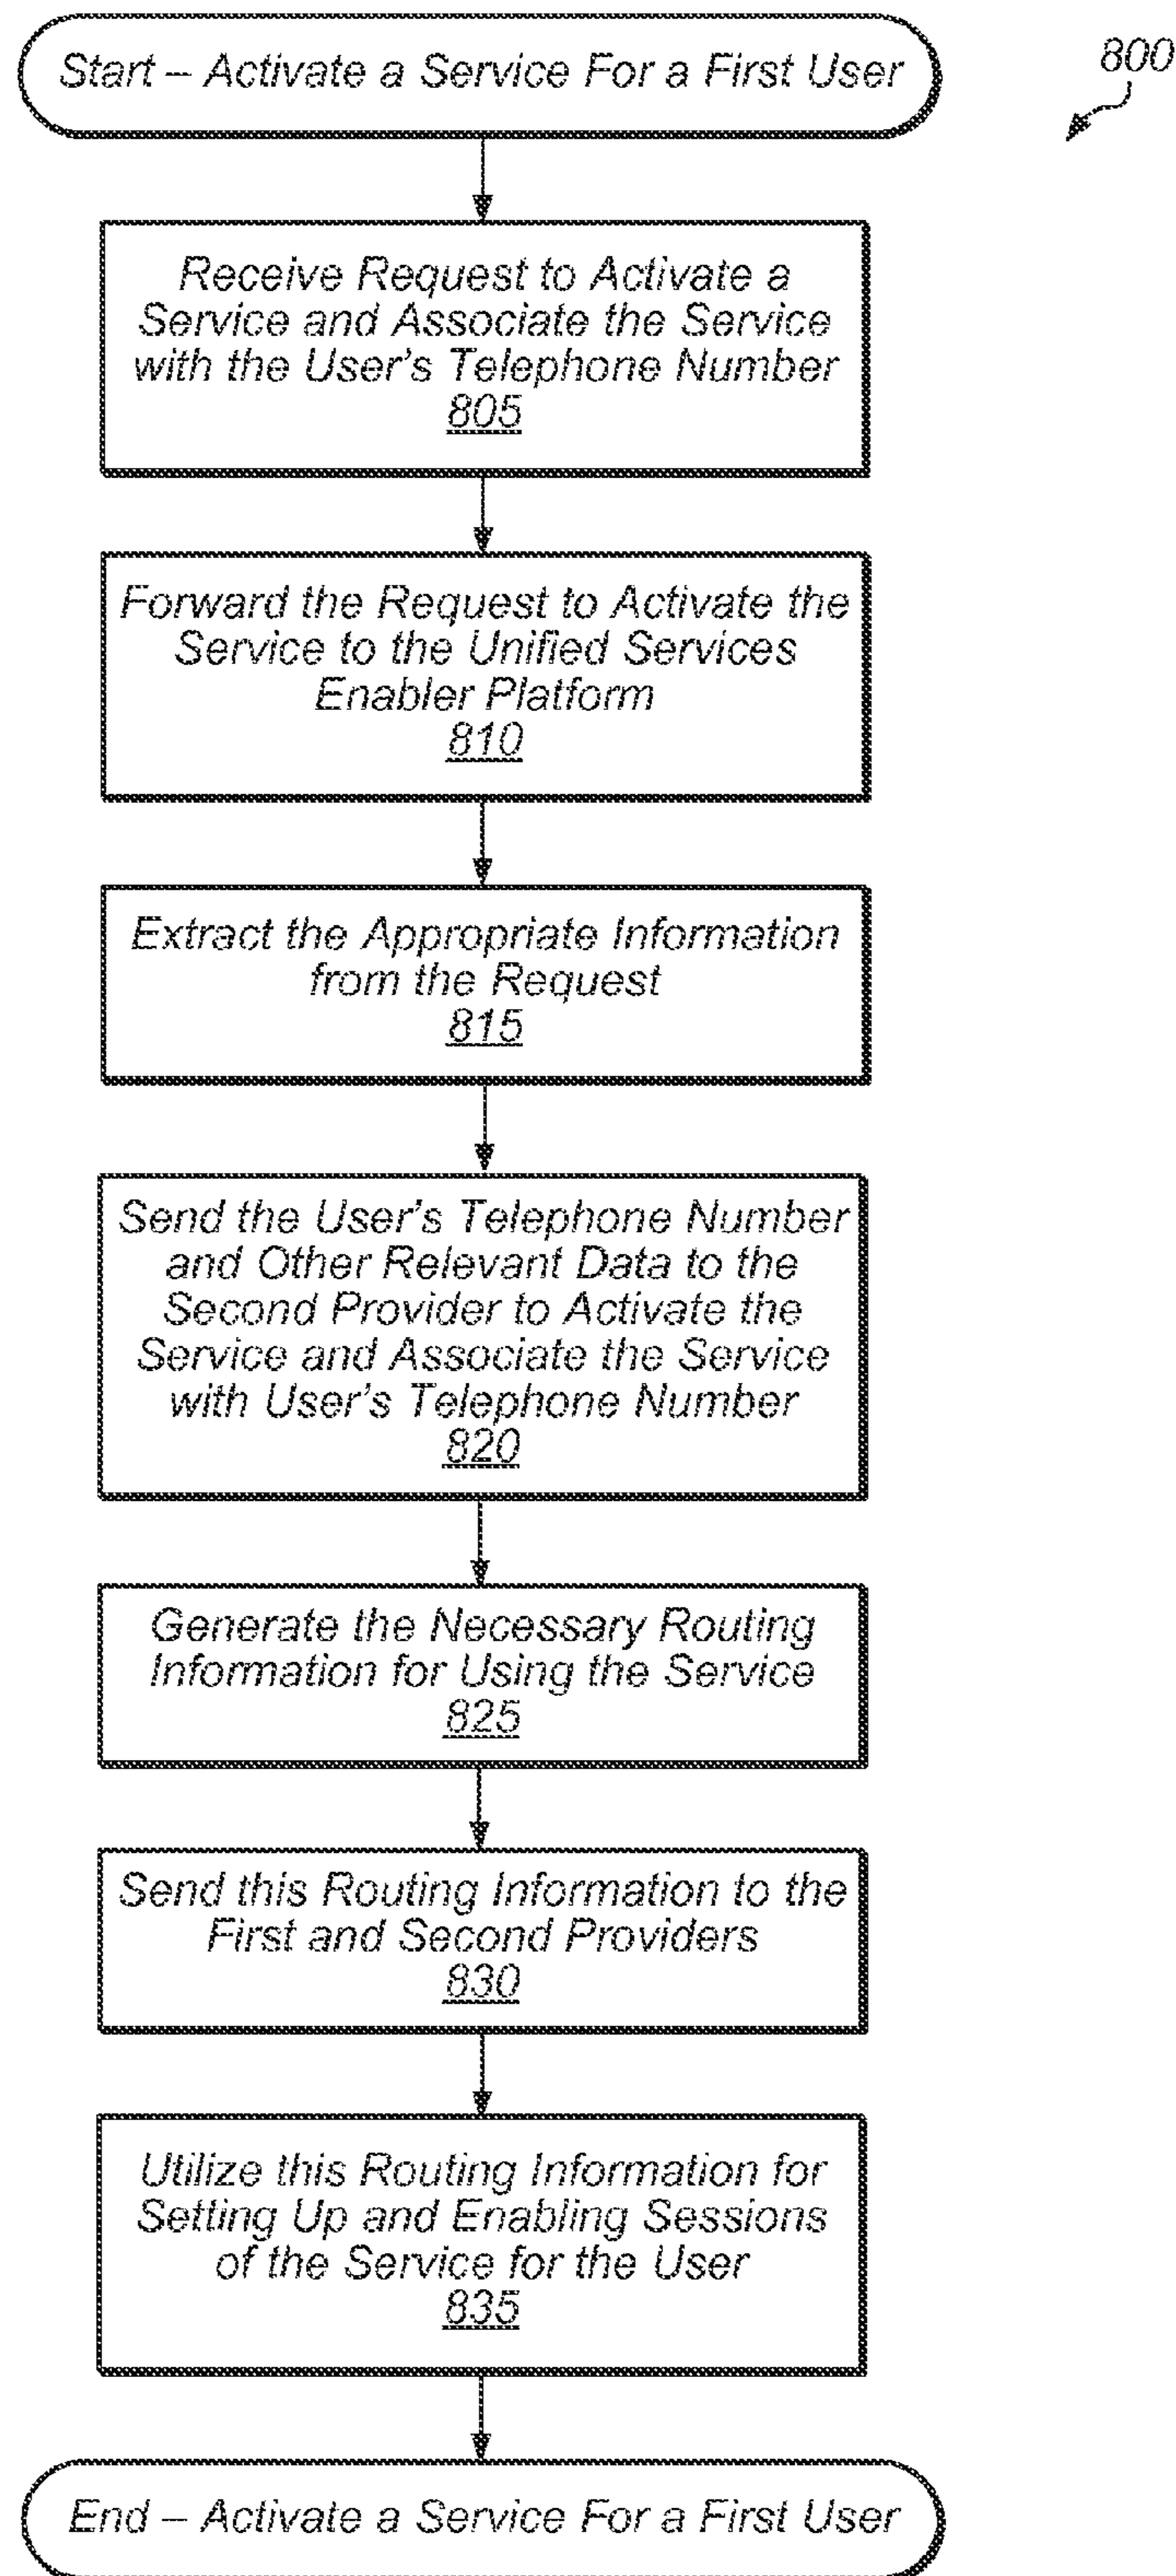 Start – Activate a Service For a First User
800
Receive Request to Activate a
Service and Associate the Service
with the User's Telephone Number
805
Forward the Request to Activate the
Service to the Unified Services
Enabler Platform
810
Extract the Appropriate Information
from the Request
815
Send the User's Telephone Number
and Other Relevant Data to the
Second Provider to Activate the
Service and Associate the Service
with User's Telephone Number
820
Generate the Necessary Routing
Information for Using the Service
825
Send this Routing Information to the
First and Second Providers
830
Utilize this Routing Information for
Setting Up and Enabling Sessions
of the Service for the User
835
End – Activate a Service For a First User